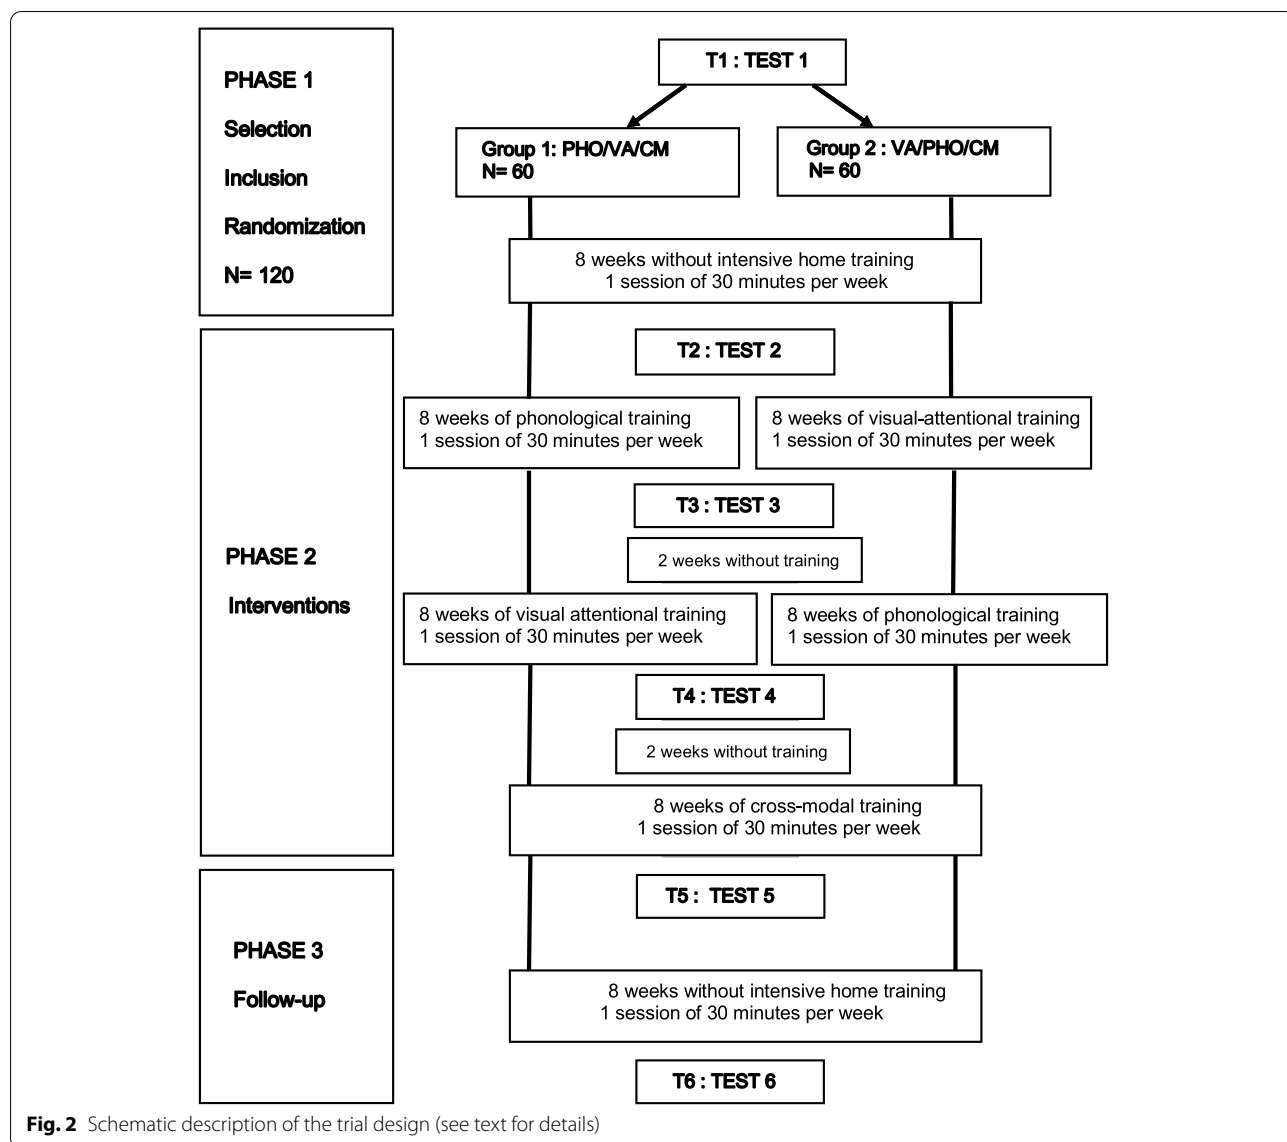 PHASE 1
Selection
Inclusion
Randomization
N= 120
T1 : TEST 1
Group 1: PHO/VA/CM
N= 60
Group 2 : VA/PHO/CM
N= 60
8 weeks without intensive home training
1 session of 30 minutes per week
PHASE 2
Interventions
T2 : TEST 2
8 weeks of phonological training
1 session of 30 minutes per week
8 weeks of visual-attentional training
1 session of 30 minutes per week
T3 : TEST 3
2 weeks without training
8 weeks of visual attentional training
1 session of 30 minutes per week
8 weeks of phonological training
1 session of 30 minutes per week
T4 : TEST 4
2 weeks without training
8 weeks of cross-modal training
1 session of 30 minutes per week
PHASE 3
Follow-up
T5 :  TEST 5
8 weeks without intensive home training
1 session of 30 minutes per week
T6 : TEST 6
Fig. 2 Schematic description of the trial design (see text for details)